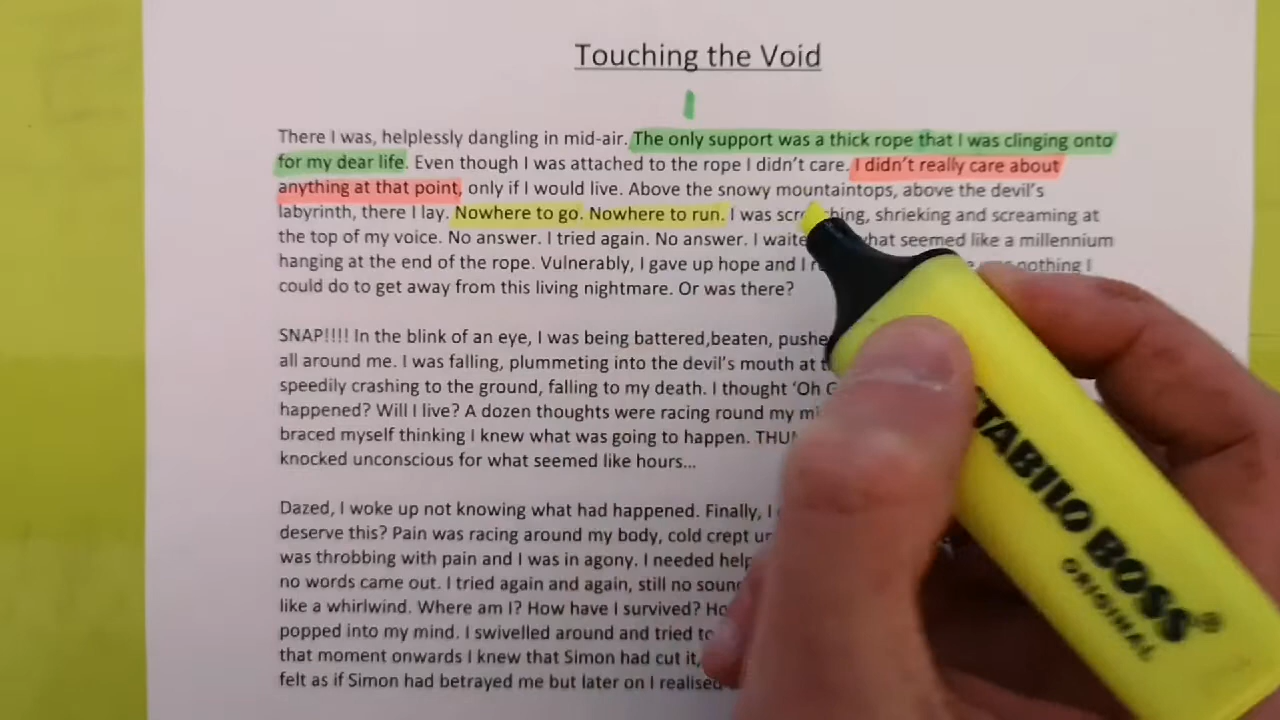 Touching the Void
There I was, helplessly dangling in mid-air. The only support was a thick rope that I was clinging onto
for my dear life. Even though I was attached to the rope I didn't care. I didn't really care about
anything at that point, only if I would live. Above the snowy mountaintops, above the devil's
labyrinth, there I lay. Nowhere to go. Nowhere to run. I was screeching, shrieking and screaming at
the top of my voice. No answer. I tried again. No answer. I waited what seemed like a millennium
hanging at the end of the rope. Vulnerably, I gave up hope and I nothing I
could do to get away from this living nightmare. Or was there?
SNAP!!!! In the blink of an eye, I was being battered,beaten,
all around me. I was falling, plummeting into the devil's mouth at
speedily crashing to the ground, falling to my death. I thought 'Oh
happened? Will I live? A dozen thoughts were racing round my
braced myself thinking I knew what was going to happen.
knocked unconscious for what seemed like hours...
Dazed, I woke up not knowing what had happened. Finally, I
deserve this? Pain was racing around my body, cold crept
was throbbing with pain and I was in agony. I needed help
no words came out. I tried again and again, still no sound
like a whirlwind. Where am I? How have I survived?
popped into my mind. I swivelled around and tried to
that moment onwards I knew that Simon had cut it,
felt as if Simon had betrayed me but later on I realised
STABILO BOSS®
ORIGINAL